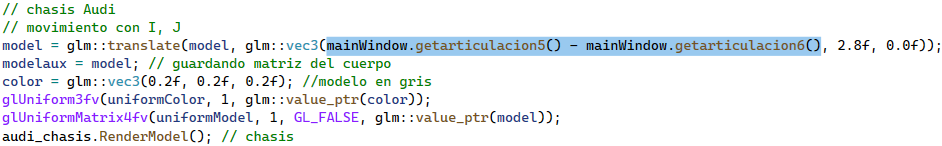 // chasis Audi
// movimiento con I, J
model = glm::translate(model, glm::vec3(mainWindow.getarticulacion5() - mainWindow.getarticulacion6(), 2.8f, 0.0f));
modelaux = model; // guardando matriz del cuerpo
color = glm::vec3(0.2f, 0.2f, 0.2f); //modelo en gris
glUniform3fv(uniformColor, 1, glm::value_ptr(color));
glUniformMatrix4fv(uniformModel, 1, GL_FALSE, glm::value_ptr(model));
audi_chasis.RenderModel(); // chasis